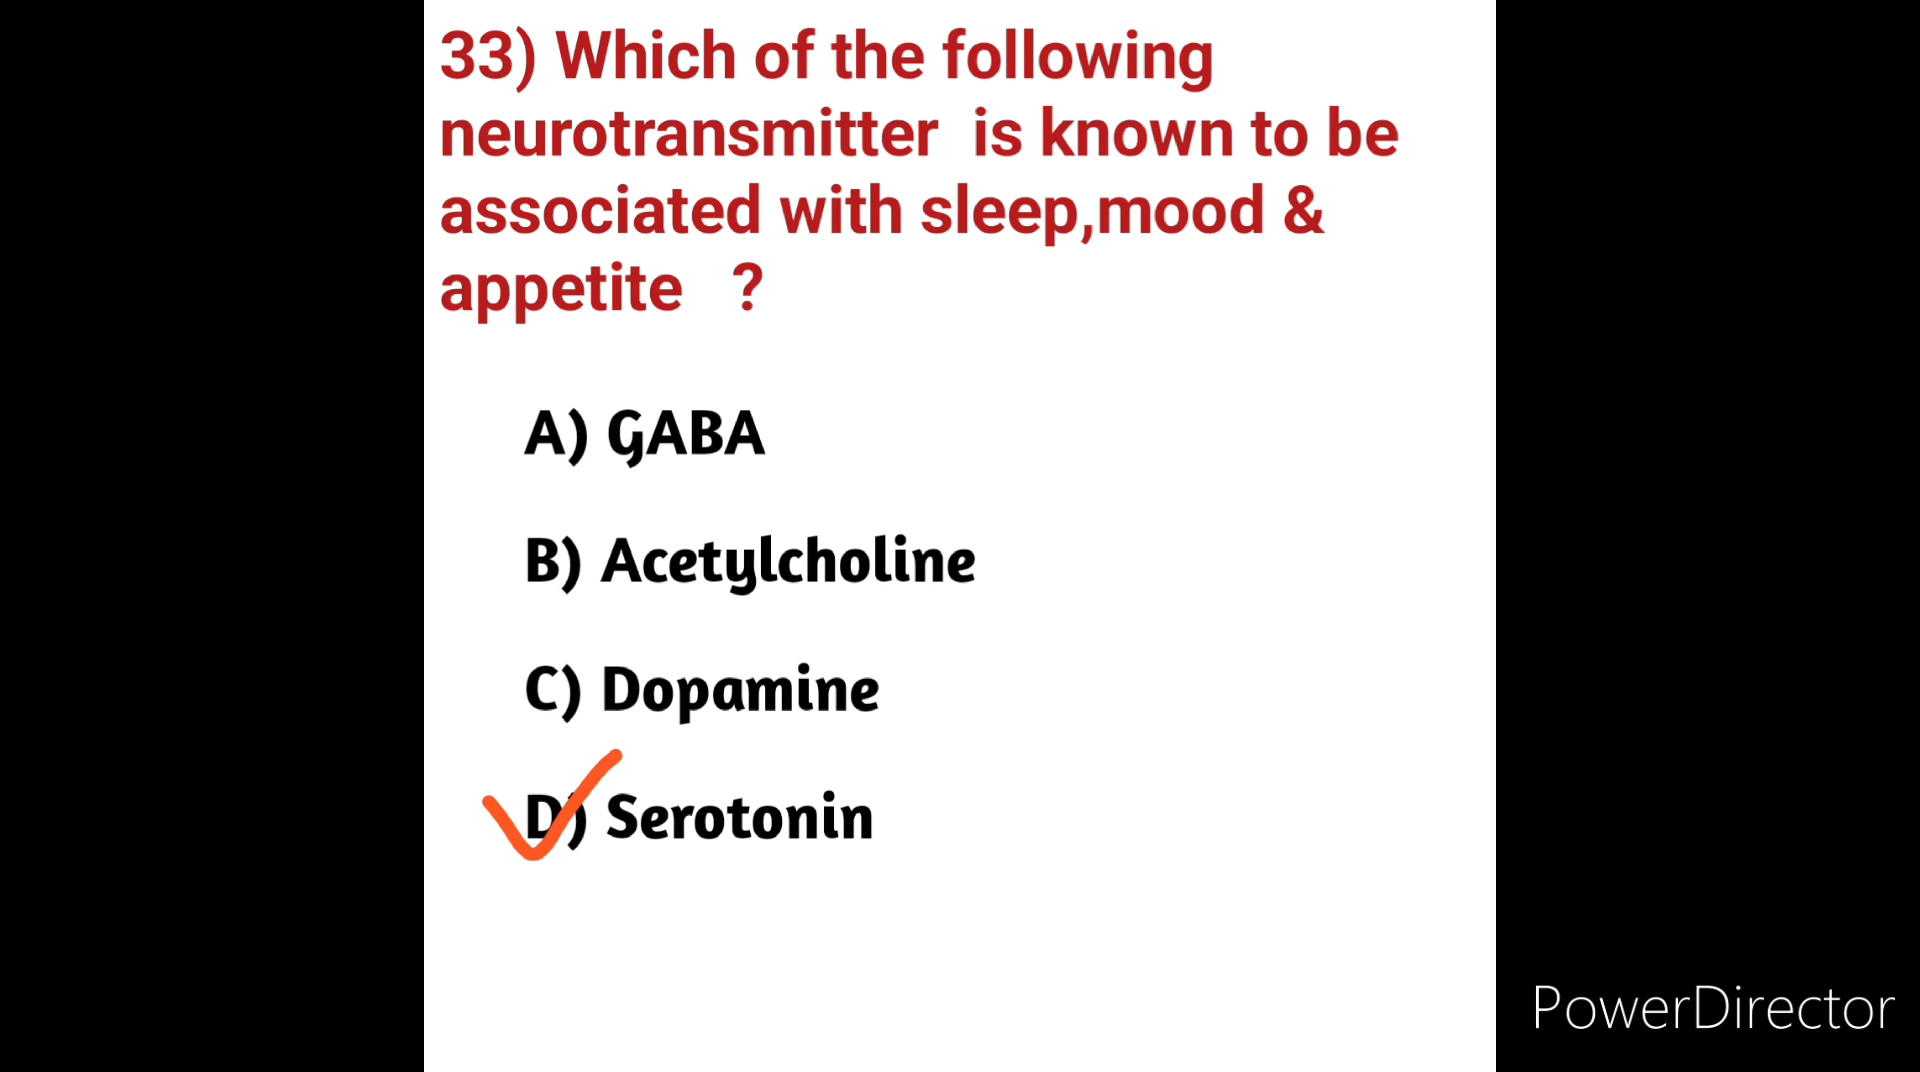 33) Which of the following
neurotransmitter  is known to be
associated with sleep,mood &
appetite   ?
A) GABA
B) Acetylcholine
C) Dopamine
D) Serotonin
PowerDirector